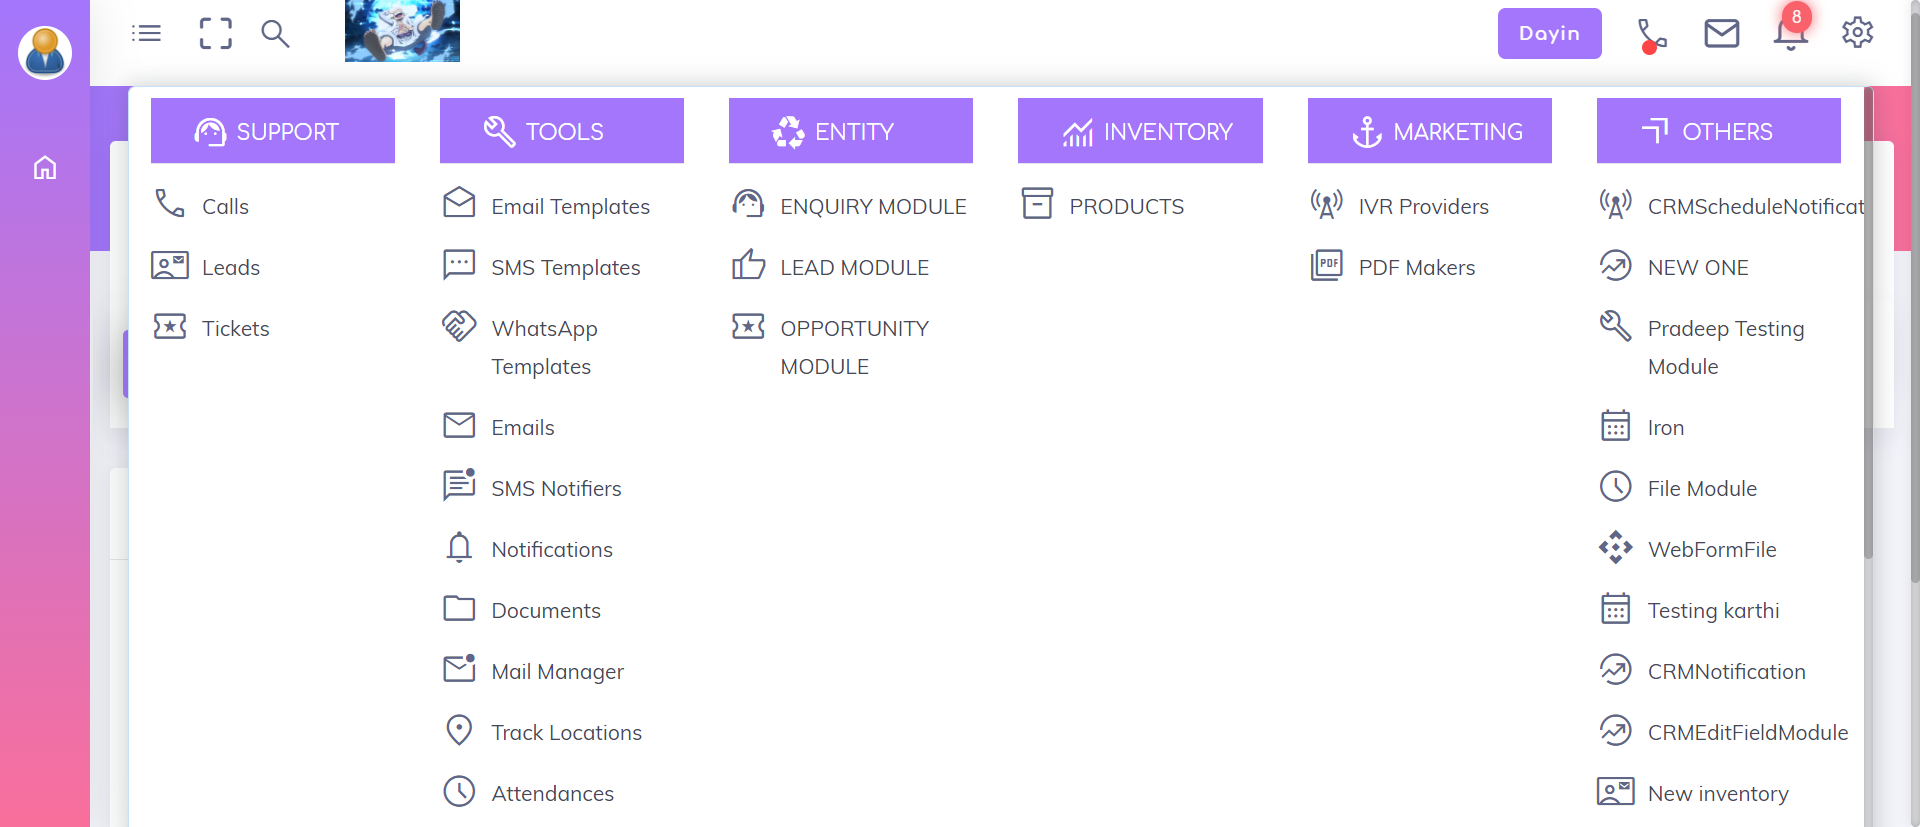 Dayin
8
SUPPORT
Calls
Leads
Tickets
TOOLS
Email Templates
SMS Templates
WhatsApp
Templates
Emails
SMS Notifiers
Notifications
Documents
Mail Manager
Track Locations
Attendances
ENTITY
ENQUIRY MODULE
LEAD MODULE
OPPORTUNITY
MODULE
INVENTORY
PRODUCTS
MARKETING
IVR Providers
PDF
PDF Makers
OTHERS
CRMScheduleNotificat
NEW ONE
Pradeep Testing
Module
Iron
File Module
WebFormFile
Testing karthi
CRMNotification
CRMEditFieldModule
New inventory